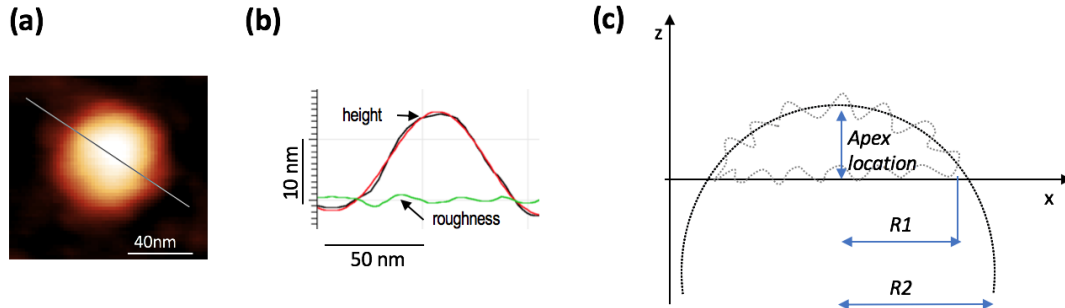 (a)
40nm
(b)
height
10 nm
roughness
50 nm
(c)
z
Apex
location
x
R1
R2